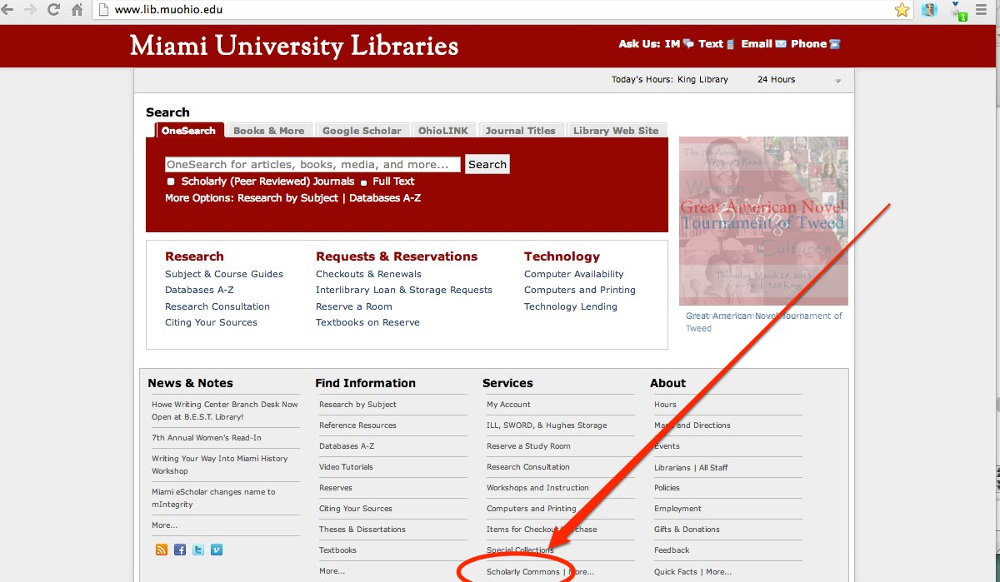 www.lib.muohio.edu
Miami University Libraries
Ask Us: IM Text Email Phone
Today's Hours: King Library 24 Hours
Search
OneSearch Books & More Google Scholar OhioLINK Journal Titles Library Web Site
OneSearch for articles, books, media, and more... Search
Scholarly (Peer Reviewed) Journals Full Text
More Options: Research by Subject | Databases A-Z
The 7th Annual
Women's Read-In
Women
Great American Novel
Bridging
Tournament of Tweed
Cultures
Thursday, March 28, 2013
11a - 3p | 320 King
Great American Novel Tournament of
Tweed
Research
Subject & Course Guides
Databases A-Z
Research Consultation
Citing Your Sources
Requests & Reservations
Checkouts & Renewals
Interlibrary Loan & Storage Requests
Reserve a Room
Textbooks on Reserve
Technology
Computer Availability
Computers and Printing
Technology Lending
News & Notes
Howe Writing Center Branch Desk Now
Open at B.E.S.T. Library!
7th Annual Women's Read-In
Writing Your Way Into Miami History
Workshop
Miami eScholar changes name to
mIntegrity
More...
Find Information
Research by Subject
Reference Resources
Databases A-Z
Video Tutorials
Reserves
Citing Your Sources
Theses & Dissertations
Textbooks
More...
Services
My Account
ILL, SWORD, & Hughes Storage
Reserve a Study Room
Research Consultation
Workshops and Instruction
Computers and Printing
Items for Checkout/Purchase
Special Collections
Scholarly Commons | More...
About
Hours
Maps and Directions
Events
Librarians | All Staff
Policies
Employment
Gifts & Donations
Feedback
Quick Facts | More...